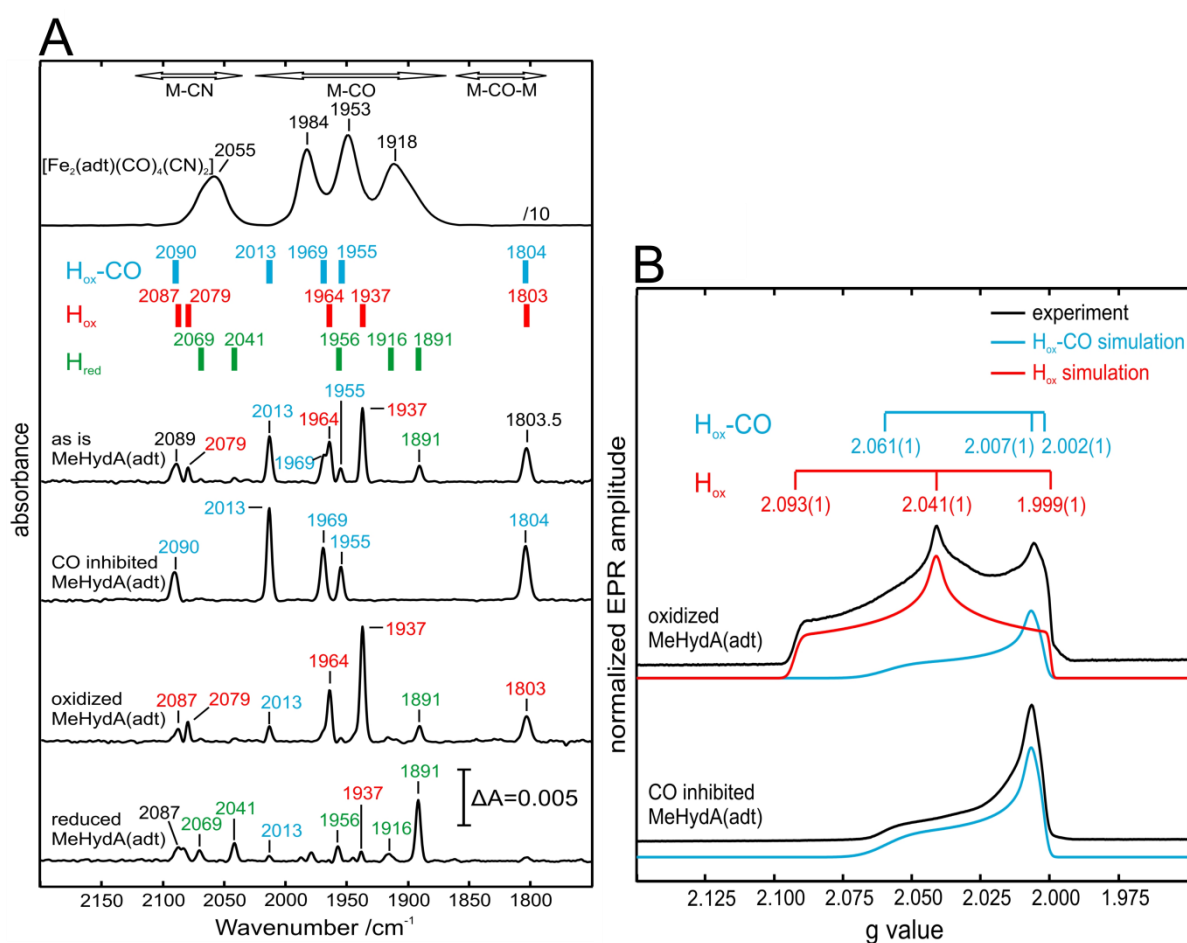 A
M-CN M-CO M-CO-M
1984 1953 1918
[Fe₂(adt)(CO)₄(CN)₂] 2055
/10
Hox-CO 2090 2013 1969 1955 1804
Hox 2087 2079 1964 1937 1803
Hred 2069 2041 1956 1916 1891
as is
MeHydA(adt)
2089 2079 2013 1969 1964 1955 1937 1891 1803.5
CO inhibited
MeHydA(adt)
2090 2013 1969 1955 1804
oxidized
MeHydA(adt)
2087 2079 2013 1964 1937 1891 1803
reduced
MeHydA(adt)
2087 2069 2041 2013 1956 1937 1916 1891
ΔA=0.005
absorbance
2150 2100 2050 2000 1950 1900 1850 1800
Wavenumber /cm⁻¹
B
experiment
Hox-CO simulation
Hox simulation
Hox-CO
2.061(1) 2.007(1) 2.002(1)
Hox
2.093(1) 2.041(1) 1.999(1)
oxidized
MeHydA(adt)
CO inhibited
MeHydA(adt)
normalized EPR amplitude
2.125 2.100 2.075 2.050 2.025 2.000 1.975
g value